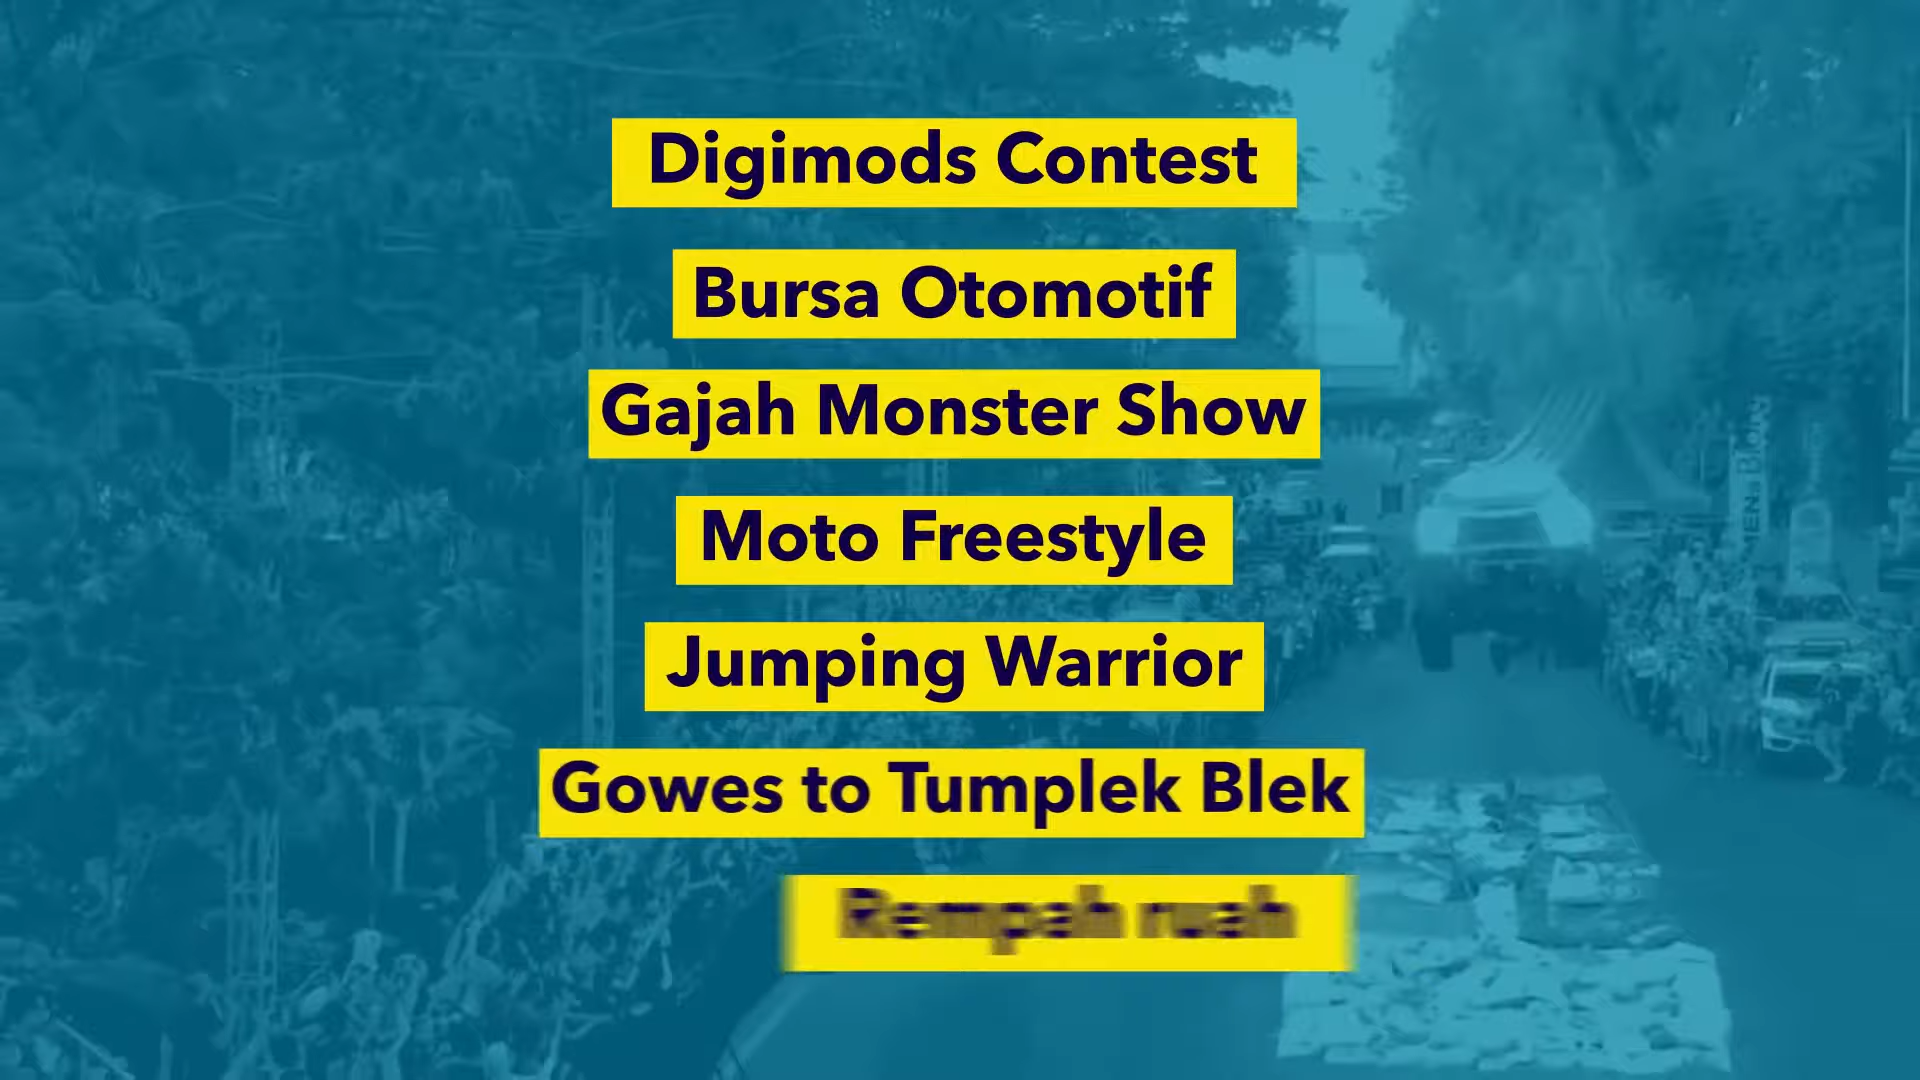 Digimods Contest
Bursa Otomotif
Gajah Monster Show
Moto Freestyle
Jumping Warrior
Gowes to Tumplek Blek
Rempah ruah